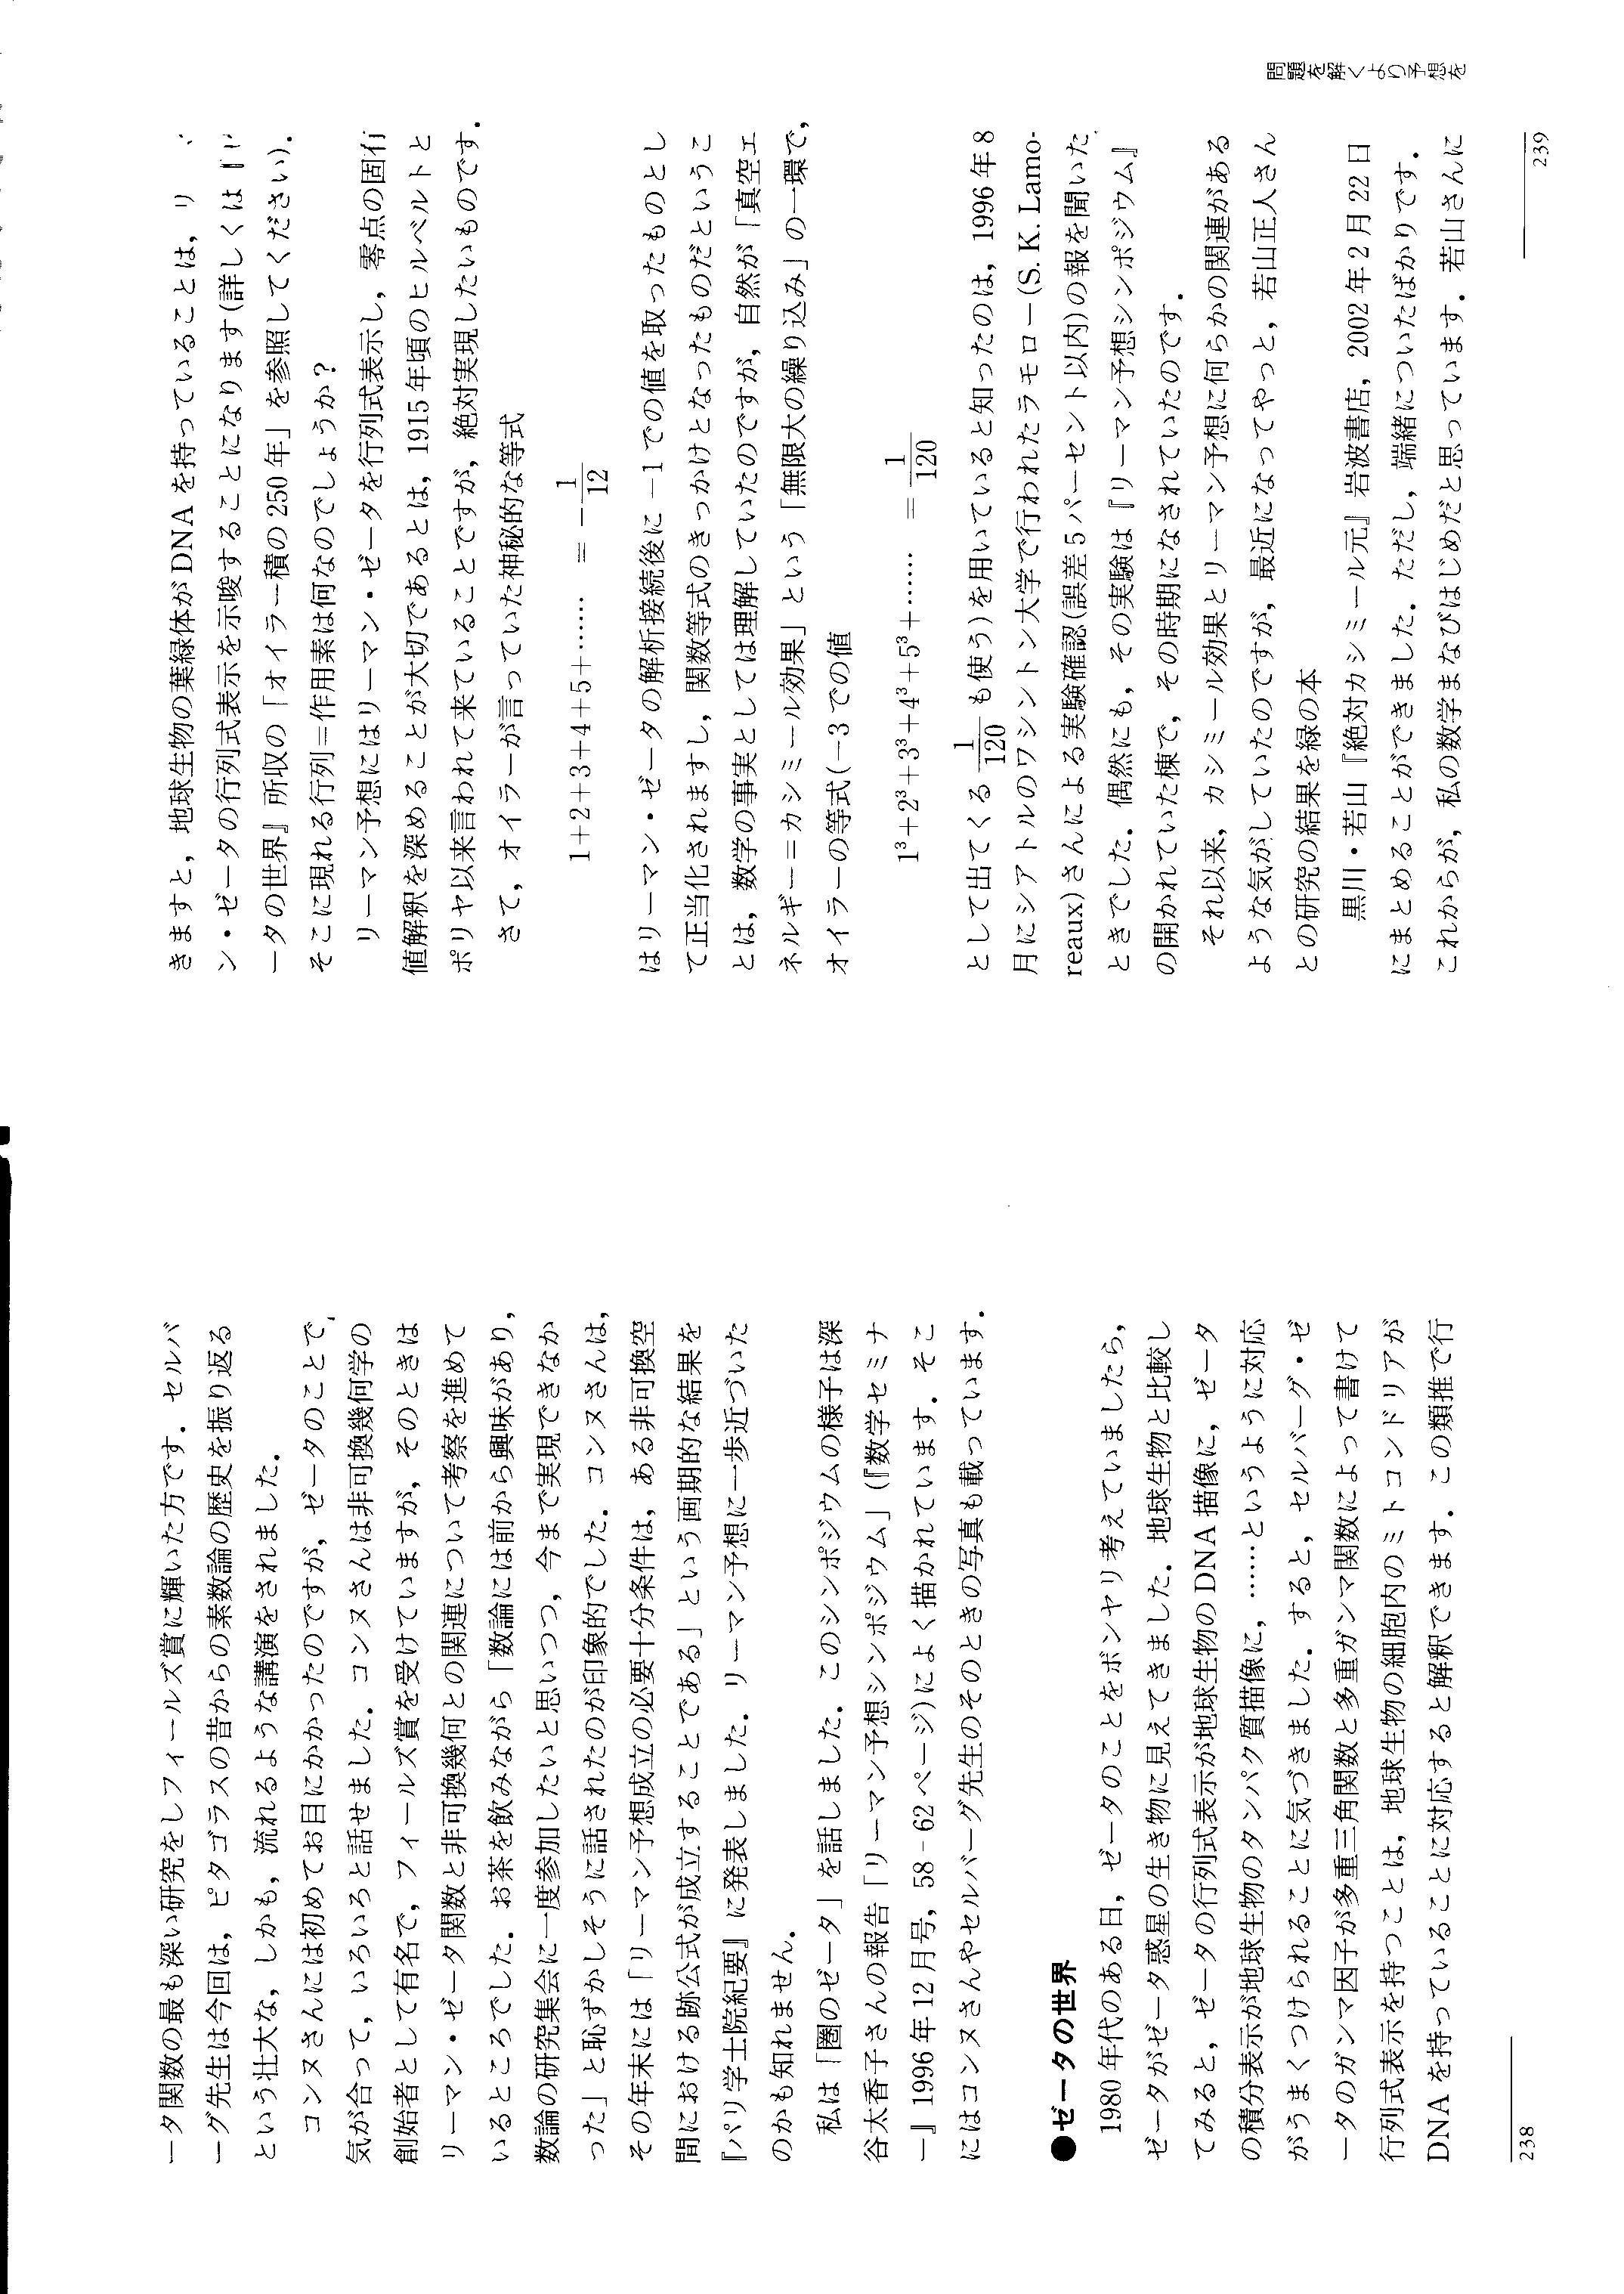 ータ関数の最も深い研究をしフィールズ賞に輝いた方です．セルバ
ーグ先生は今回は，ピタゴラスの昔からの素数論の歴史を振り返る
という壮大な，しかも，流れるような講演をされました．
コンヌさんには初めてお目にかかったのですが，ゼータのことで，
気が合って，いろいろと話せました．コンヌさんは非可換幾何学の
創始者として有名で，フィールズ賞を受けていますが，そのときは
リーマン・ゼータ関数と非可換幾何との関連について考察を進めて
いるところでした．お茶を飲みながら「数論には前から興味があり，
数論の研究集会に一度参加したいと思いつつ，今まで実現できなか
った」と恥ずかしそうに話されたのが印象的でした．コンヌさんは，
その年末には「リーマン予想成立の必要十分条件は，ある非可換空
間における跡公式が成立することである」という画期的な結果を
『パリ学士院紀要』に発表しました．リーマン予想に一歩近づいた
のかも知れません．
私は「圏のゼータ」を話しました．このシンポジウムの様子は深
谷太香子さんの報告「リーマン予想シンポジウム」(『数学セミナ
ー』1996年12月号，58-62ページ)によく描かれています．そこ
にはコンヌさんやセルバーグ先生のそのときの写真も載っています．
●ゼータの世界
1980年代のある日，ゼータのことをボンヤリ考えていましたら，
ゼータがゼータ惑星の生き物に見えてきました．地球生物と比較し
てみると，ゼータの行列式表示が地球生物のDNA描像に，ゼータ
の積分表示が地球生物のタンパク質描像に，……というように対応
がうまくつけられることに気づきました．すると，セルバーグ・ゼ
ータのガンマ因子が多重三角関数と多重ガンマ関数によって書けて
行列式表示を持つことは，地球生物の細胞内のミトコンドリアが
DNAを持っていることに対応すると解釈できます．この類推で行
238
きますと，地球生物の葉緑体がDNAを持っていることは，リ
ン・ゼータの行列式表示を示唆することになります(詳しくは
ータの世界』所収の「オイラー積の250年」を参照してください)．
そこに現れる行列＝作用素は何なのでしょうか？
リーマン予想にはリーマン・ゼータを行列式表示し，零点の固有
値解釈を深めることが大切であるとは，1915年頃のヒルベルトと
ポリヤ以来言われて来ていることですが，絶対実現したいものです．
さて，オイラーが言っていた神秘的な等式
1+2+3+4+5+…… = -1/12
はリーマン・ゼータの解析接続後に-1での値を取ったものとし
て正当化されますし，関数等式のきっかけとなったものだというこ
とは，数学の事実としては理解していたのですが，自然が「真空エ
ネルギー＝カシミール効果」という「無限大の繰り込み」の一環で，
オイラーの等式(-3での値
1³+2³+3³+4³+5³+…… = 1/120
として出てくる 1/120 も使う)を用いていると知ったのは，1996年8
月にシアトルのワシントン大学で行われたラモロー(S. K. Lamo-
reaux)さんによる実験確認(誤差5パーセント以内)の報を聞いた
ときでした．偶然にも，その実験は『リーマン予想シンポジウム』
の開かれていた棟で，その時期になされていたのです．
それ以来，カシミール効果とリーマン予想に何らかの関連がある
ような気がしていたのですが，最近になってやっと，若山正人さん
との研究の結果を緑の本
黒川・若山『絶対カシミール元』岩波書店，2002年2月22日
にまとめることができました．ただし，端緒についたばかりです．
これからが，私の数学まなびはじめだと思っています．若山さんに
問題を解くより予想を
239